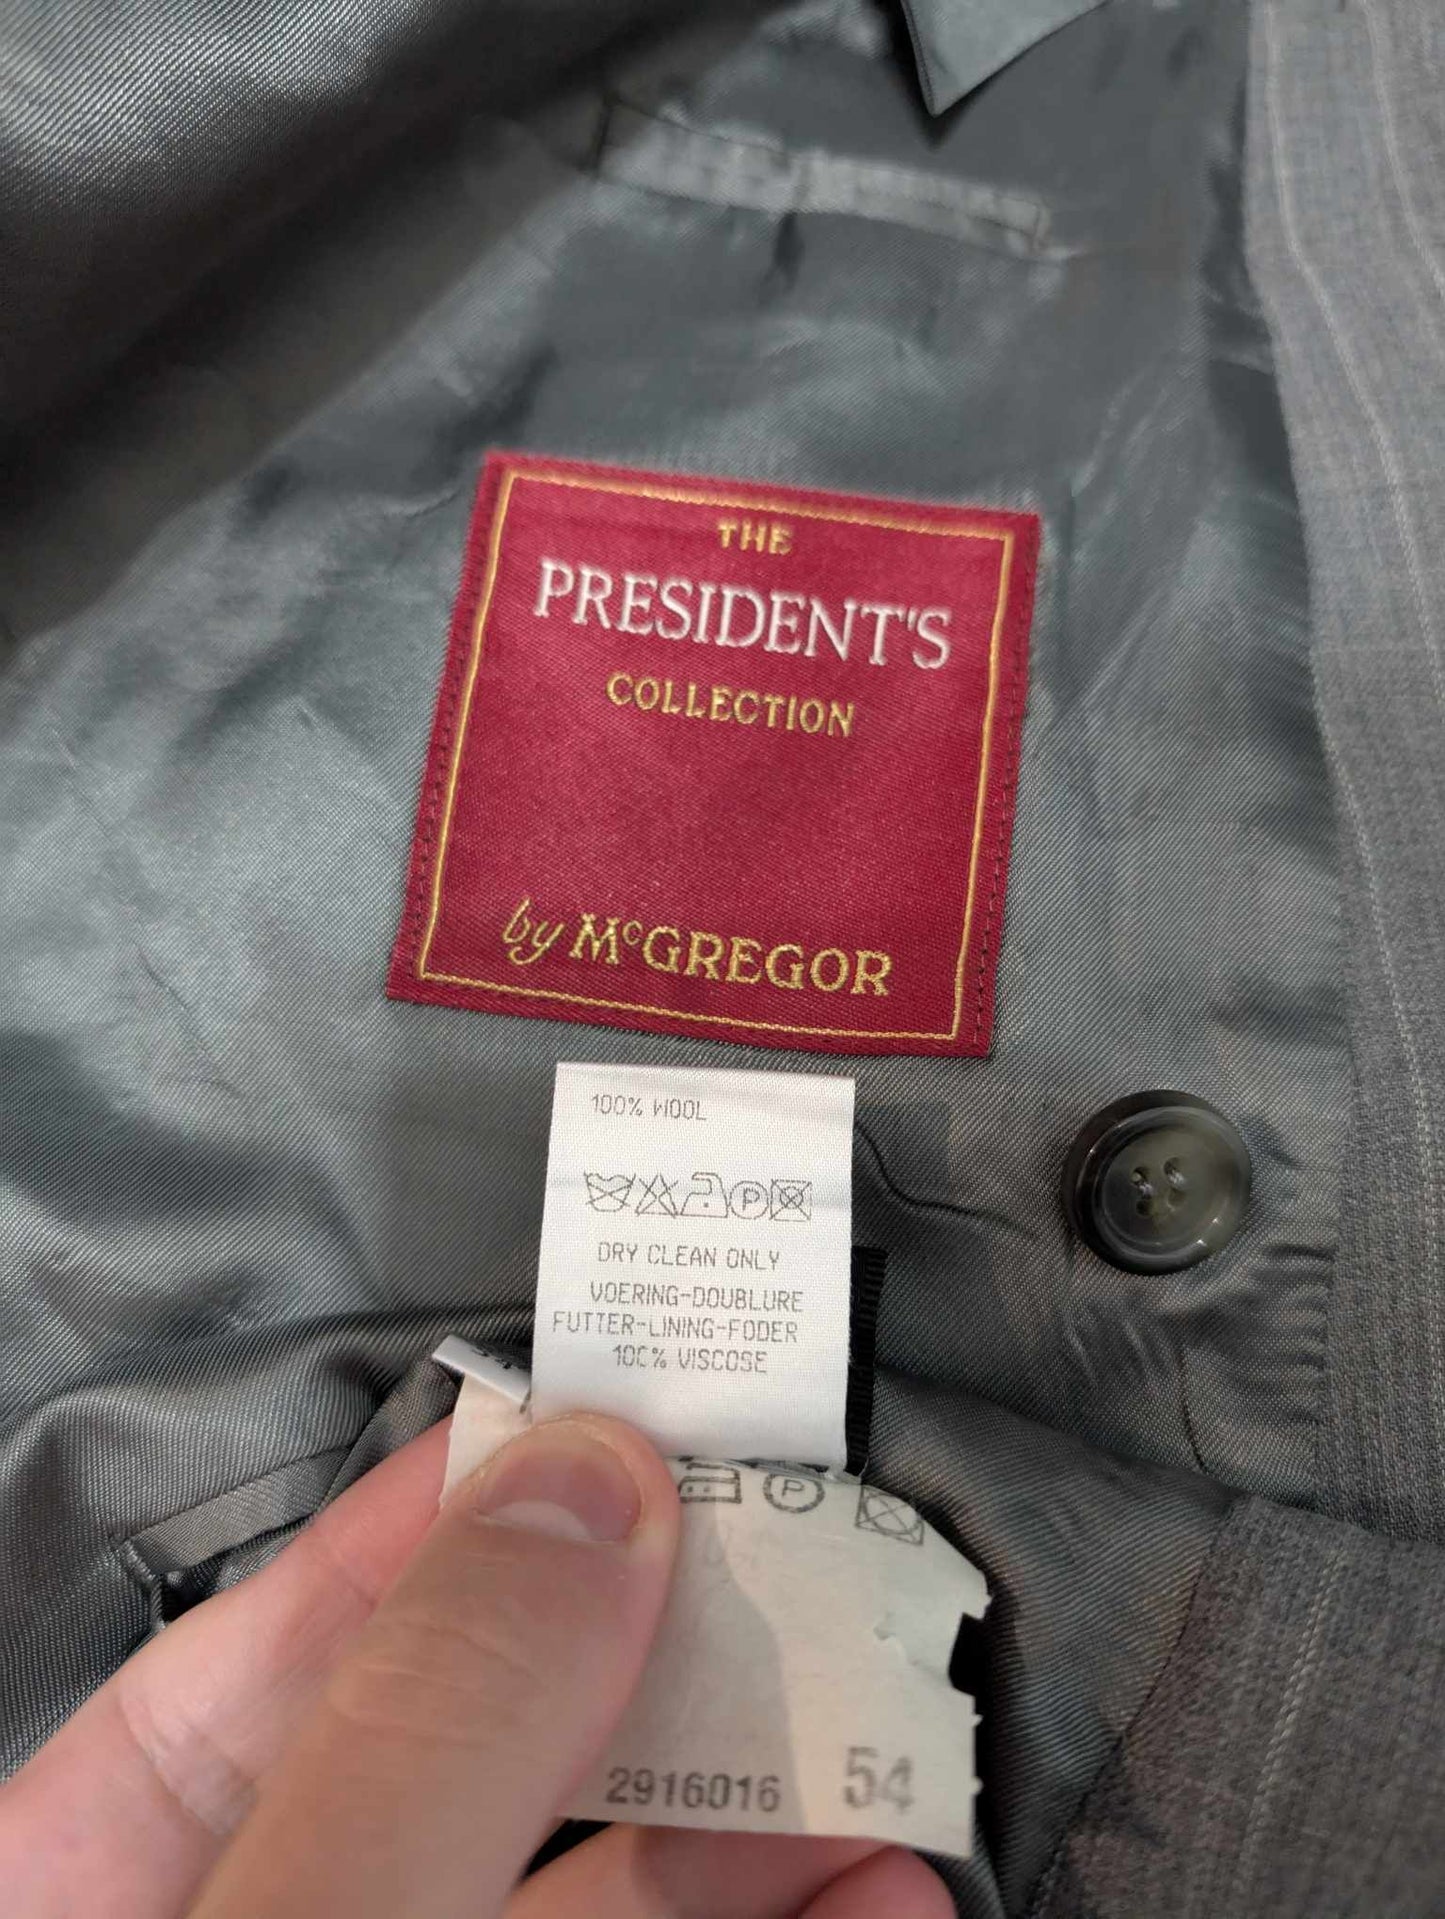 THE
PRESIDENT'S
COLLECTION
by McGREGOR
100% WOOL
P
DRY CLEAN ONLY
VOERING-DOUBLURE
FUTTER-LINING-FODER
100% VISCOSE
P
2916016 54